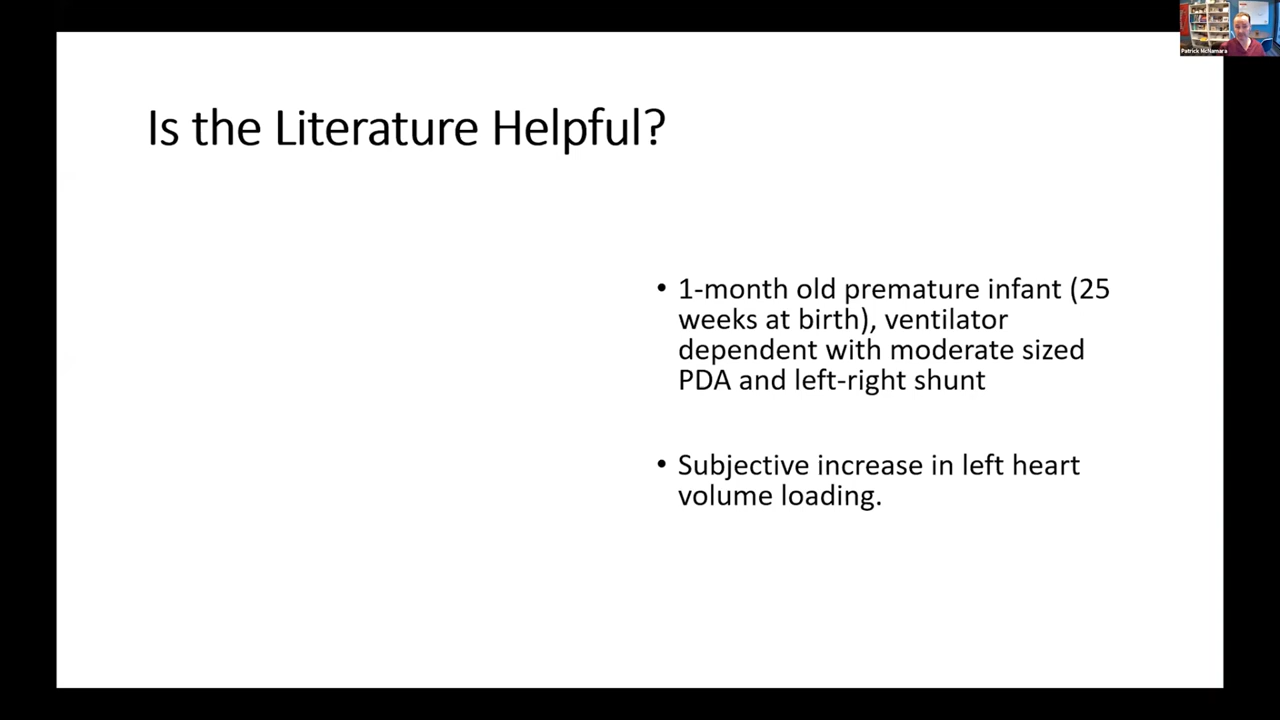 Patrick McNamara
Is the Literature Helpful?
• 1-month old premature infant (25
weeks at birth), ventilator
dependent with moderate sized
PDA and left-right shunt
• Subjective increase in left heart
volume loading.